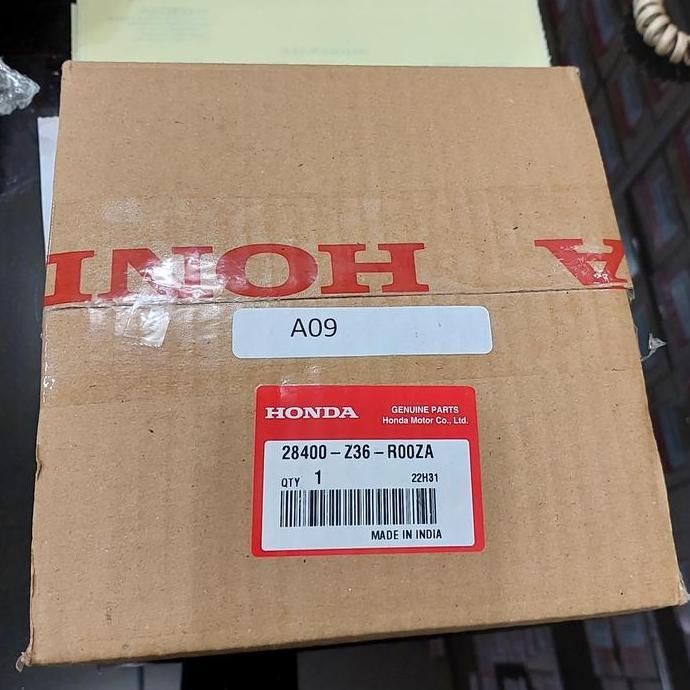 HONDA
A09
HONDA
GENUINE PARTS
Honda Motor Co., Ltd.
28400-Z36-R00ZA
QTY 1 22H31
MADE IN INDIA